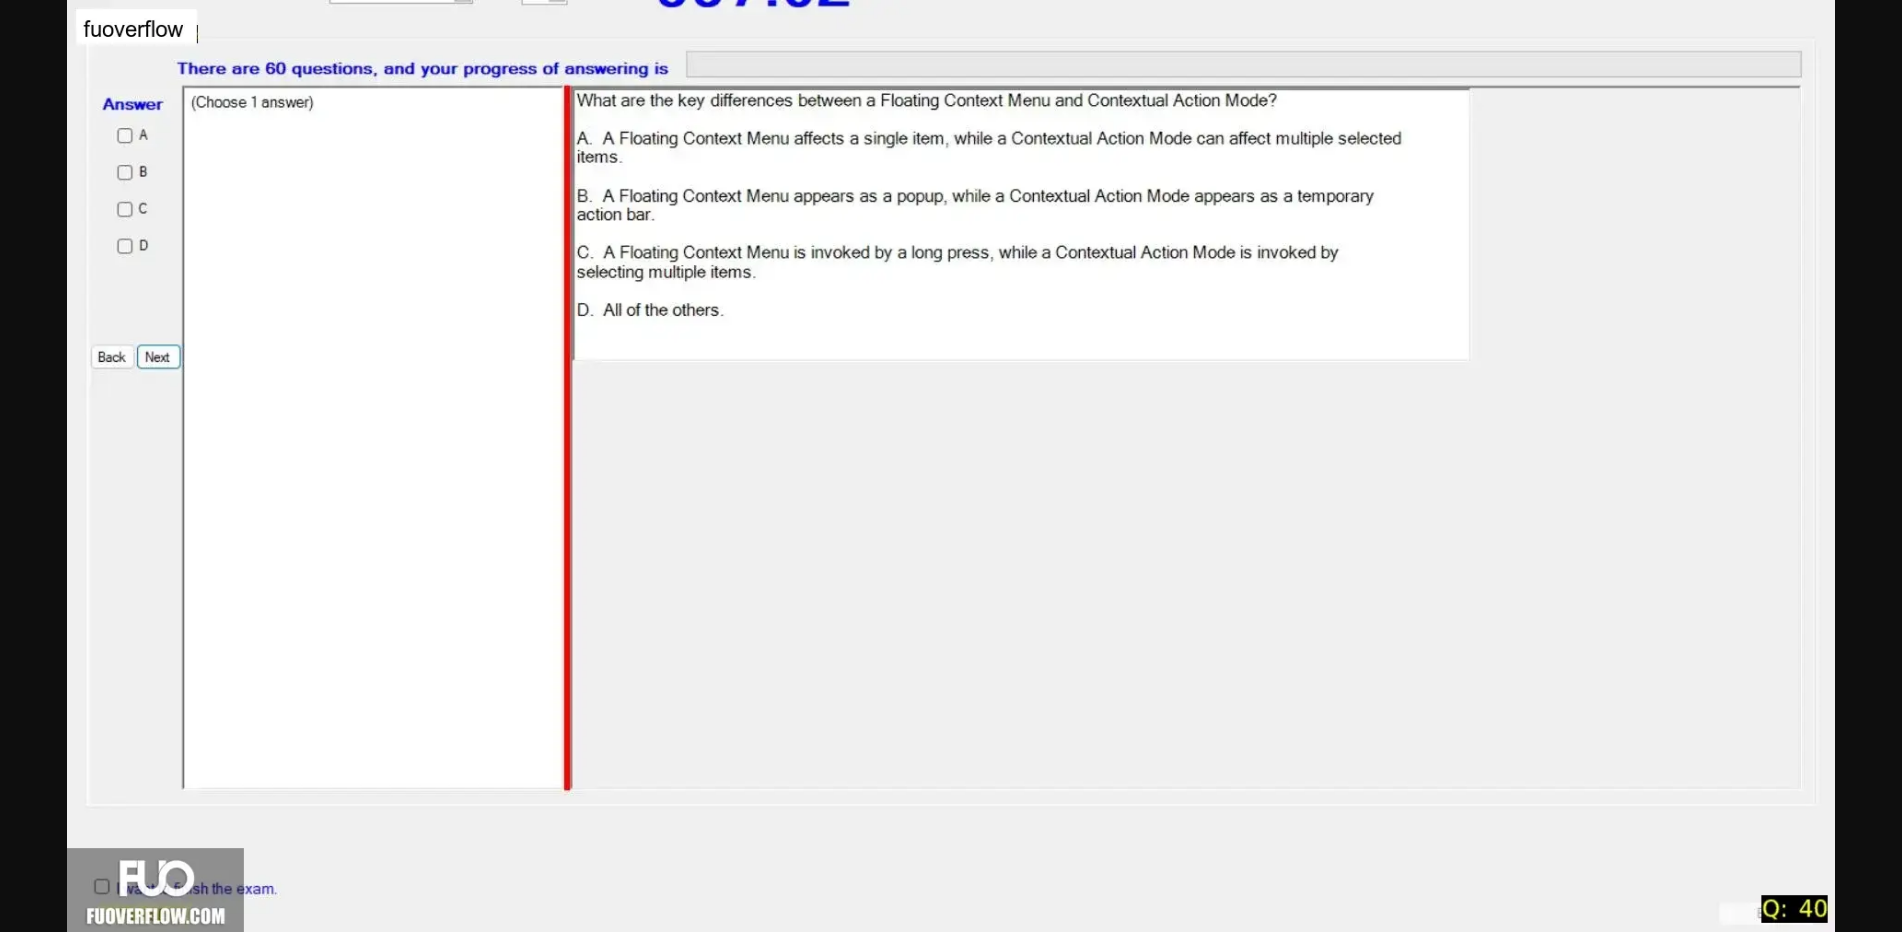 fuoverflow
There are 60 questions, and your progress of answering is
Answer
(Choose 1 answer)
A
B
C
D
Back Next
What are the key differences between a Floating Context Menu and Contextual Action Mode?
A. A Floating Context Menu affects a single item, while a Contextual Action Mode can affect multiple selected
items.
B. A Floating Context Menu appears as a popup, while a Contextual Action Mode appears as a temporary
action bar.
C. A Floating Context Menu is invoked by a long press, while a Contextual Action Mode is invoked by
selecting multiple items.
D. All of the others.
FUO
the exam.
FUOVERFLOW.COM
Q: 40